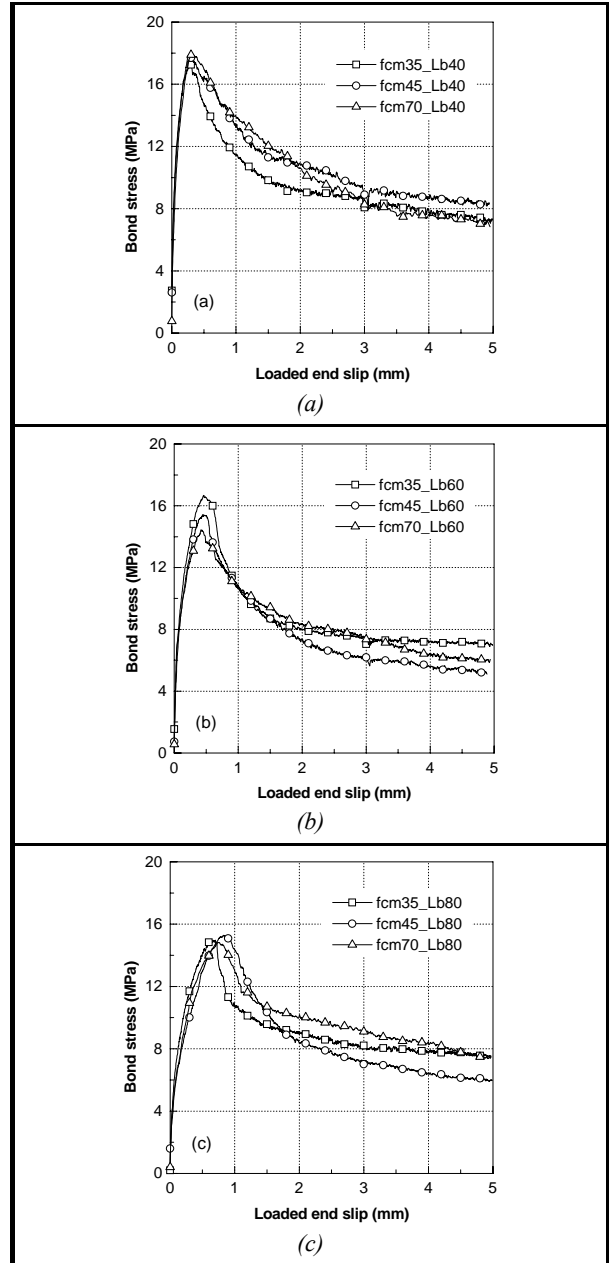 20
16
12
8
4
0
Bond stress (MPa)
fcm35_Lb40
fcm45_Lb40
fcm70_Lb40
(a)
0 1 2 3 4 5
Loaded end slip (mm)
(a)
20
16
12
8
4
0
Bond stress (MPa)
fcm35_Lb60
fcm45_Lb60
fcm70_Lb60
(b)
0 1 2 3 4 5
Loaded end slip (mm)
(b)
20
16
12
8
4
0
Bond stress (MPa)
fcm35_Lb80
fcm45_Lb80
fcm70_Lb80
(c)
0 1 2 3 4 5
Loaded end slip (mm)
(c)